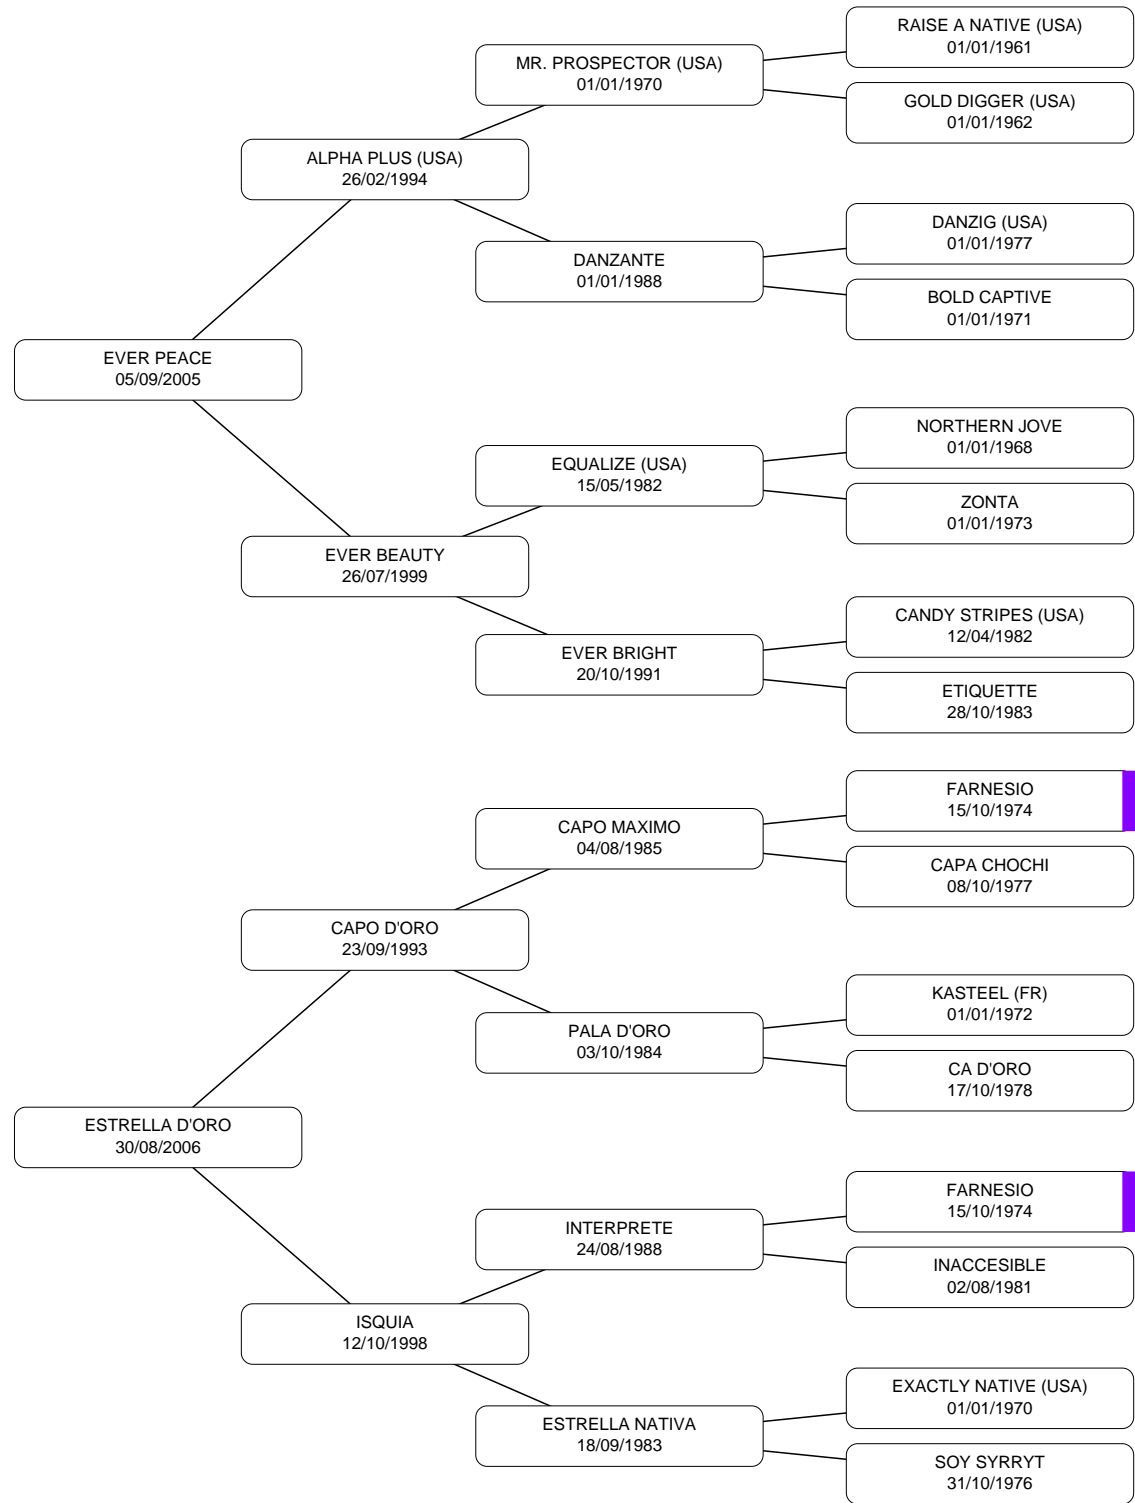 RAISE A NATIVE (USA)
01/01/1961
MR. PROSPECTOR (USA)
01/01/1970
GOLD DIGGER (USA)
01/01/1962
ALPHA PLUS (USA)
26/02/1994
DANZIG (USA)
01/01/1977
DANZANTE
01/01/1988
BOLD CAPTIVE
01/01/1971
EVER PEACE
05/09/2005
NORTHERN JOVE
01/01/1968
EQUALIZE (USA)
15/05/1982
ZONTA
01/01/1973
EVER BEAUTY
26/07/1999
CANDY STRIPES (USA)
12/04/1982
EVER BRIGHT
20/10/1991
ETIQUETTE
28/10/1983
FARNESIO
15/10/1974
CAPO MAXIMO
04/08/1985
CAPA CHOCHI
08/10/1977
CAPO D'ORO
23/09/1993
KASTEEL (FR)
01/01/1972
PALA D'ORO
03/10/1984
CA D'ORO
17/10/1978
ESTRELLA D'ORO
30/08/2006
FARNESIO
15/10/1974
INTERPRETE
24/08/1988
INACCESIBLE
02/08/1981
ISQUIA
12/10/1998
EXACTLY NATIVE (USA)
01/01/1970
ESTRELLA NATIVA
18/09/1983
SOY SYRRYT
31/10/1976